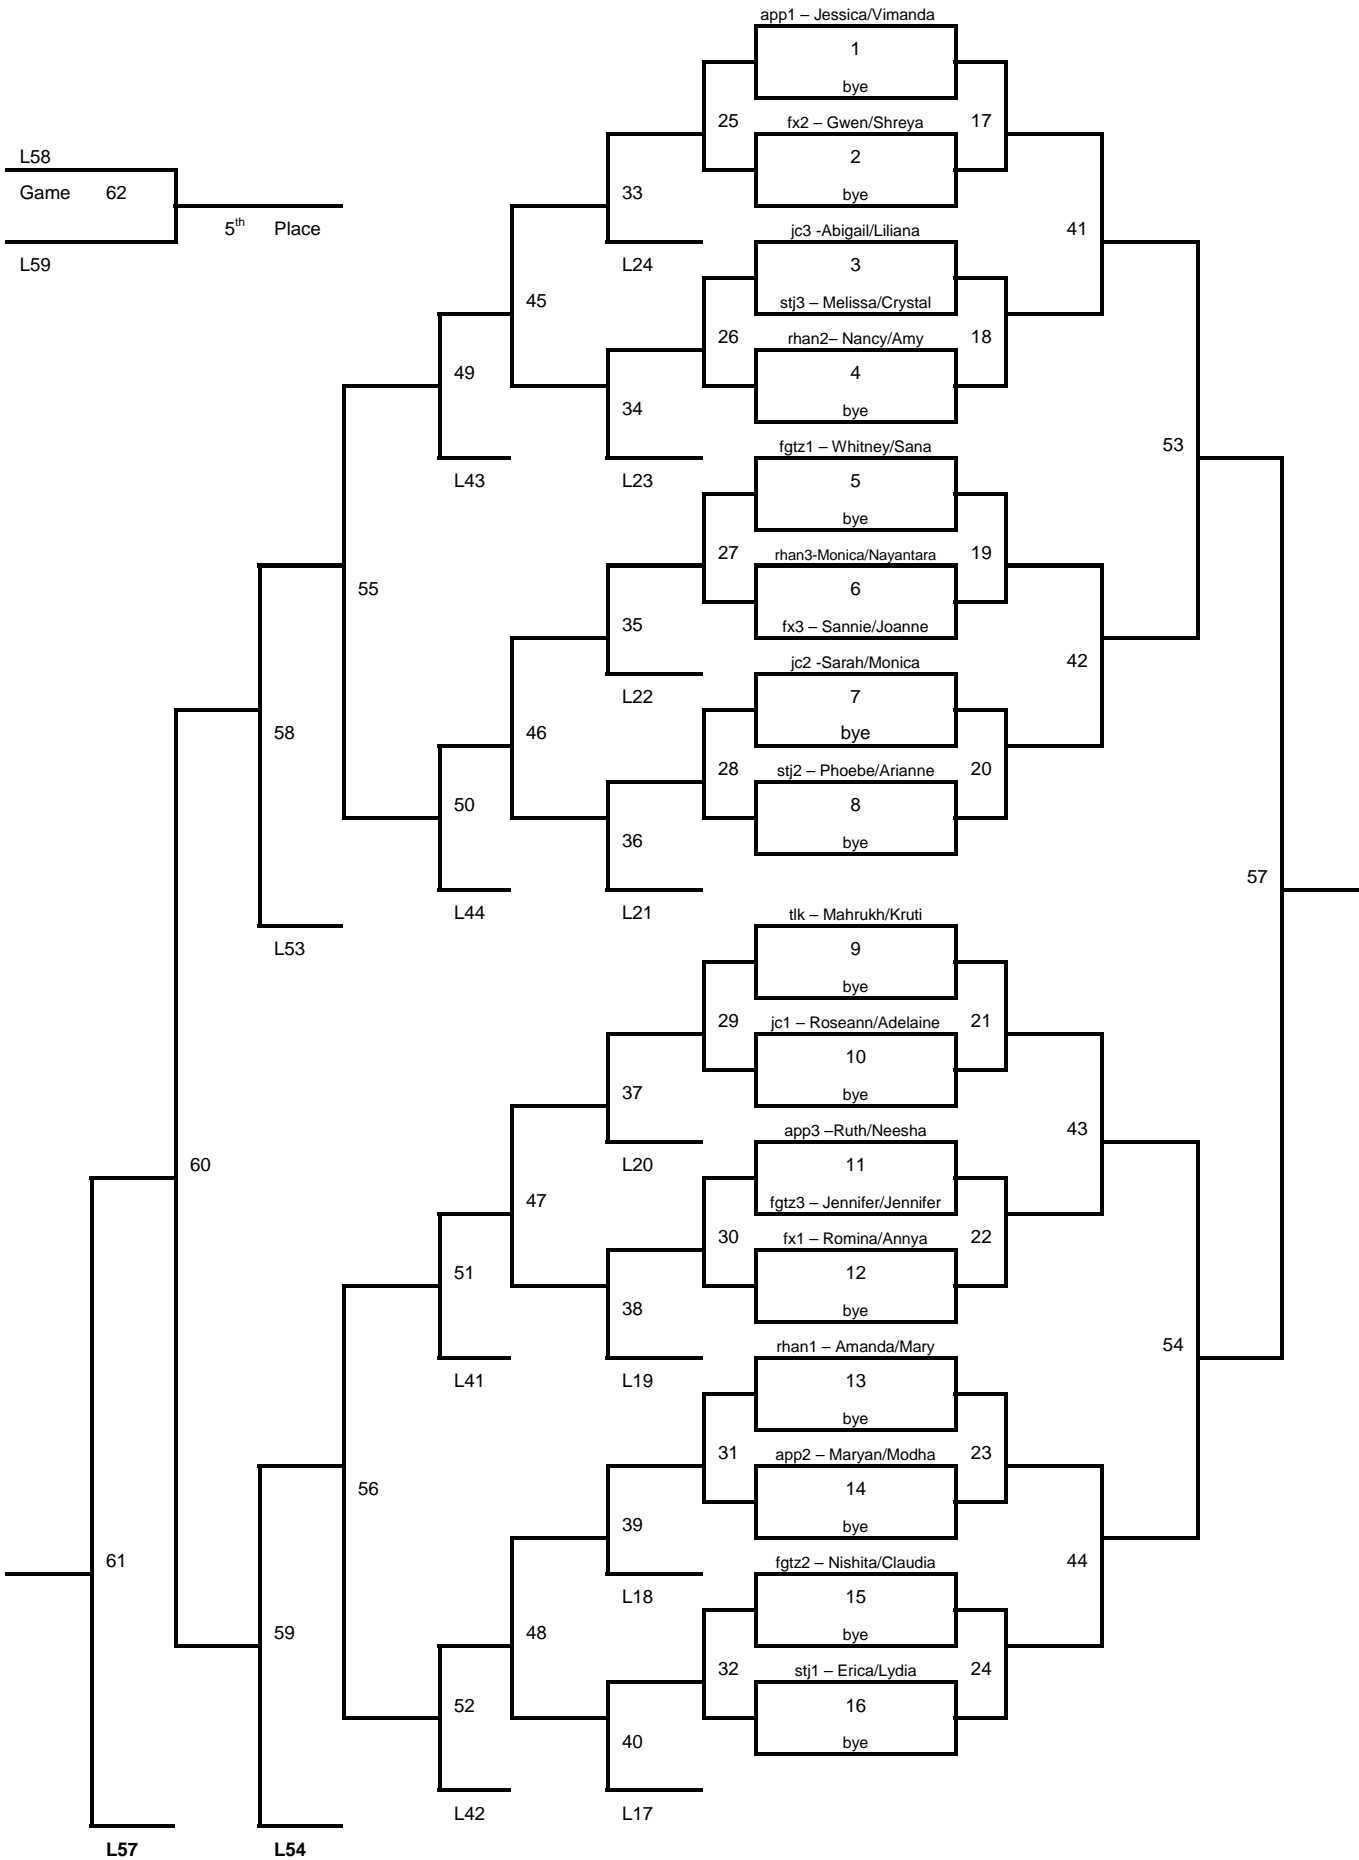 app1 – Jessica/Vimanda
1
bye
25
fx2 – Gwen/Shreya
17
2
bye
L58
Game 62
5th Place
L59
33
41
jc3 -Abigail/Liliana
L24
3
stj3 – Melissa/Crystal
45
26
rhan2– Nancy/Amy
18
4
bye
49
34
fgtz1 – Whitney/Sana
53
L43
L23
5
bye
27
rhan3-Monica/Nayantara
19
6
fx3 – Sannie/Joanne
55
35
jc2 -Sarah/Monica
42
L22
7
bye
58
46
28
stj2 – Phoebe/Arianne
20
8
bye
50
36
57
L44
L21
tlk – Mahrukh/Kruti
L53
9
bye
29
jc1 – Roseann/Adelaine
21
10
bye
37
app3 –Ruth/Neesha
43
60
L20
11
fgtz3 – Jennifer/Jennifer
47
30
fx1 – Romina/Annya
22
51
12
bye
38
rhan1 – Amanda/Mary
54
L41
L19
13
bye
31
app2 – Maryan/Modha
23
56
14
bye
39
61
fgtz2 – Nishita/Claudia
44
L18
15
bye
59
48
32
stj1 – Erica/Lydia
24
52
16
bye
40
L42
L17
L57
L54